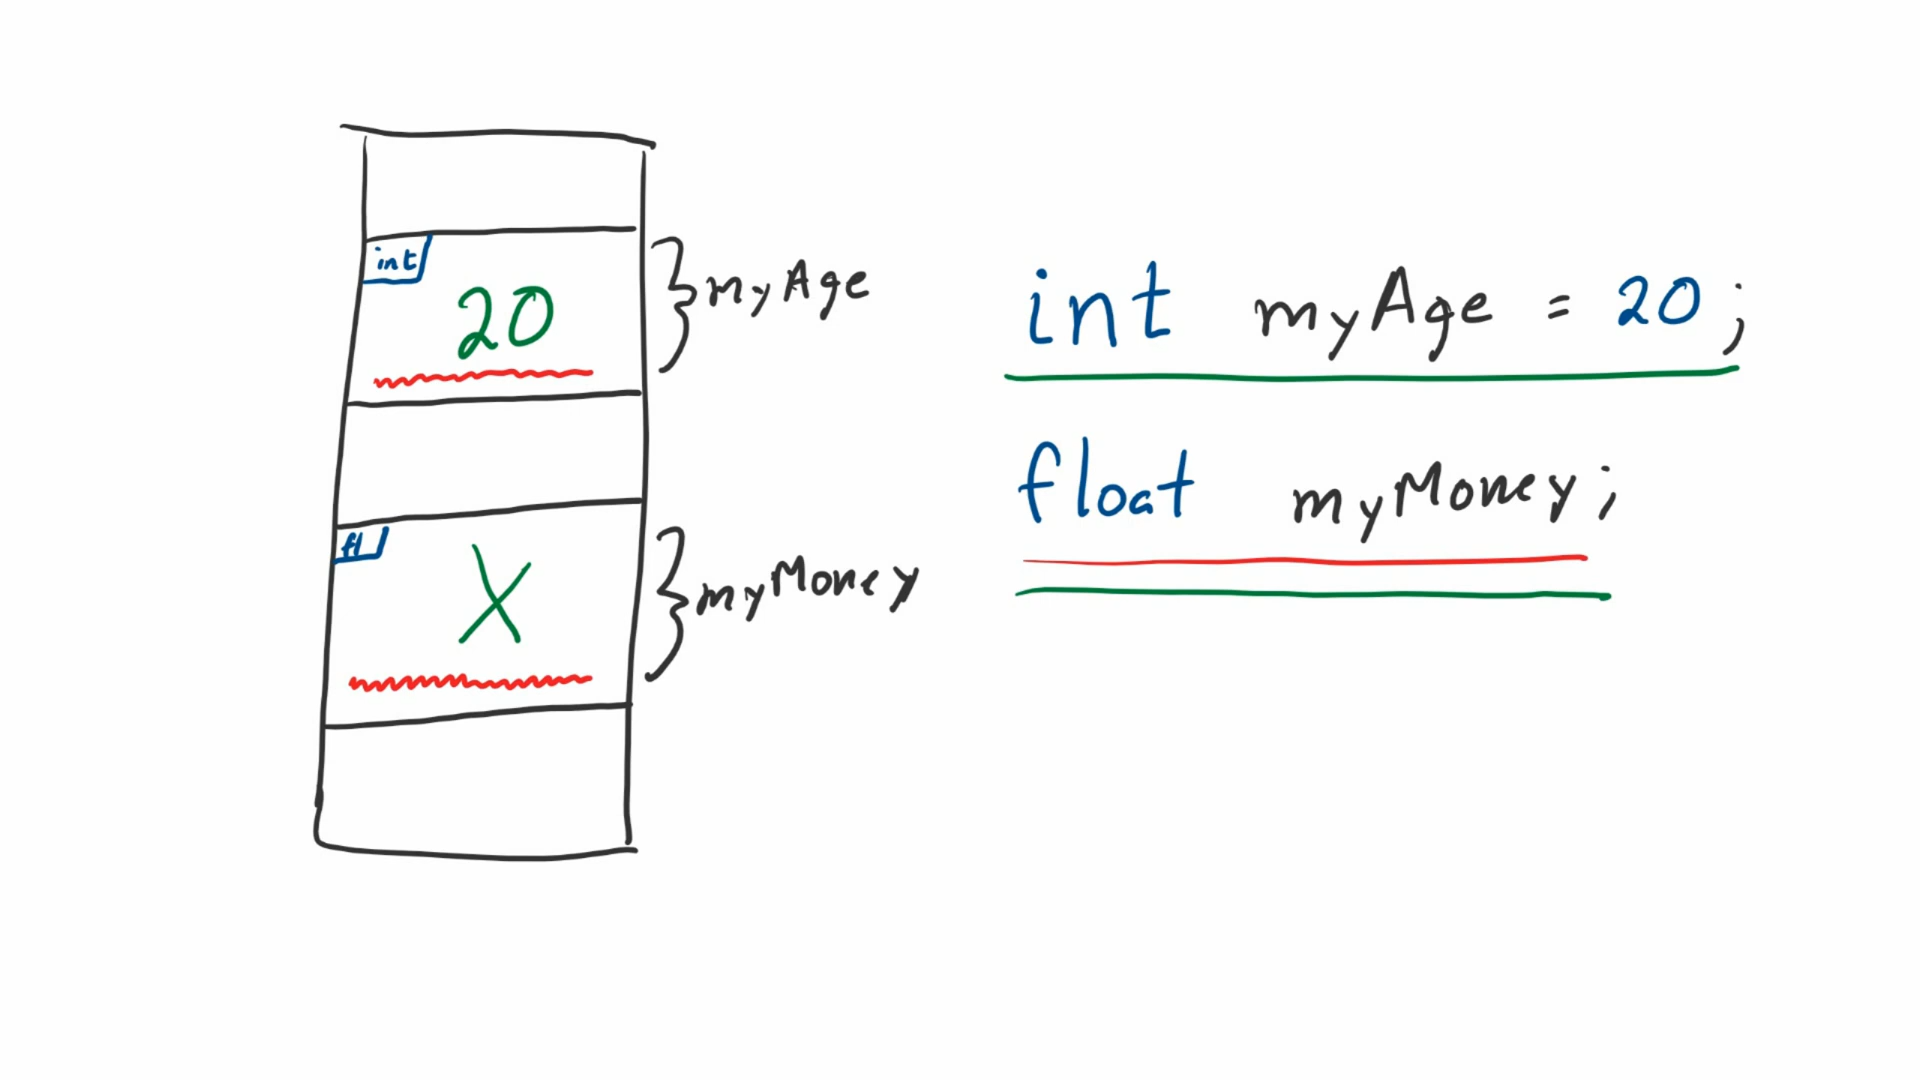 int
20
myAge
fl
X
myMoney
int myAge = 20;
float myMoney;